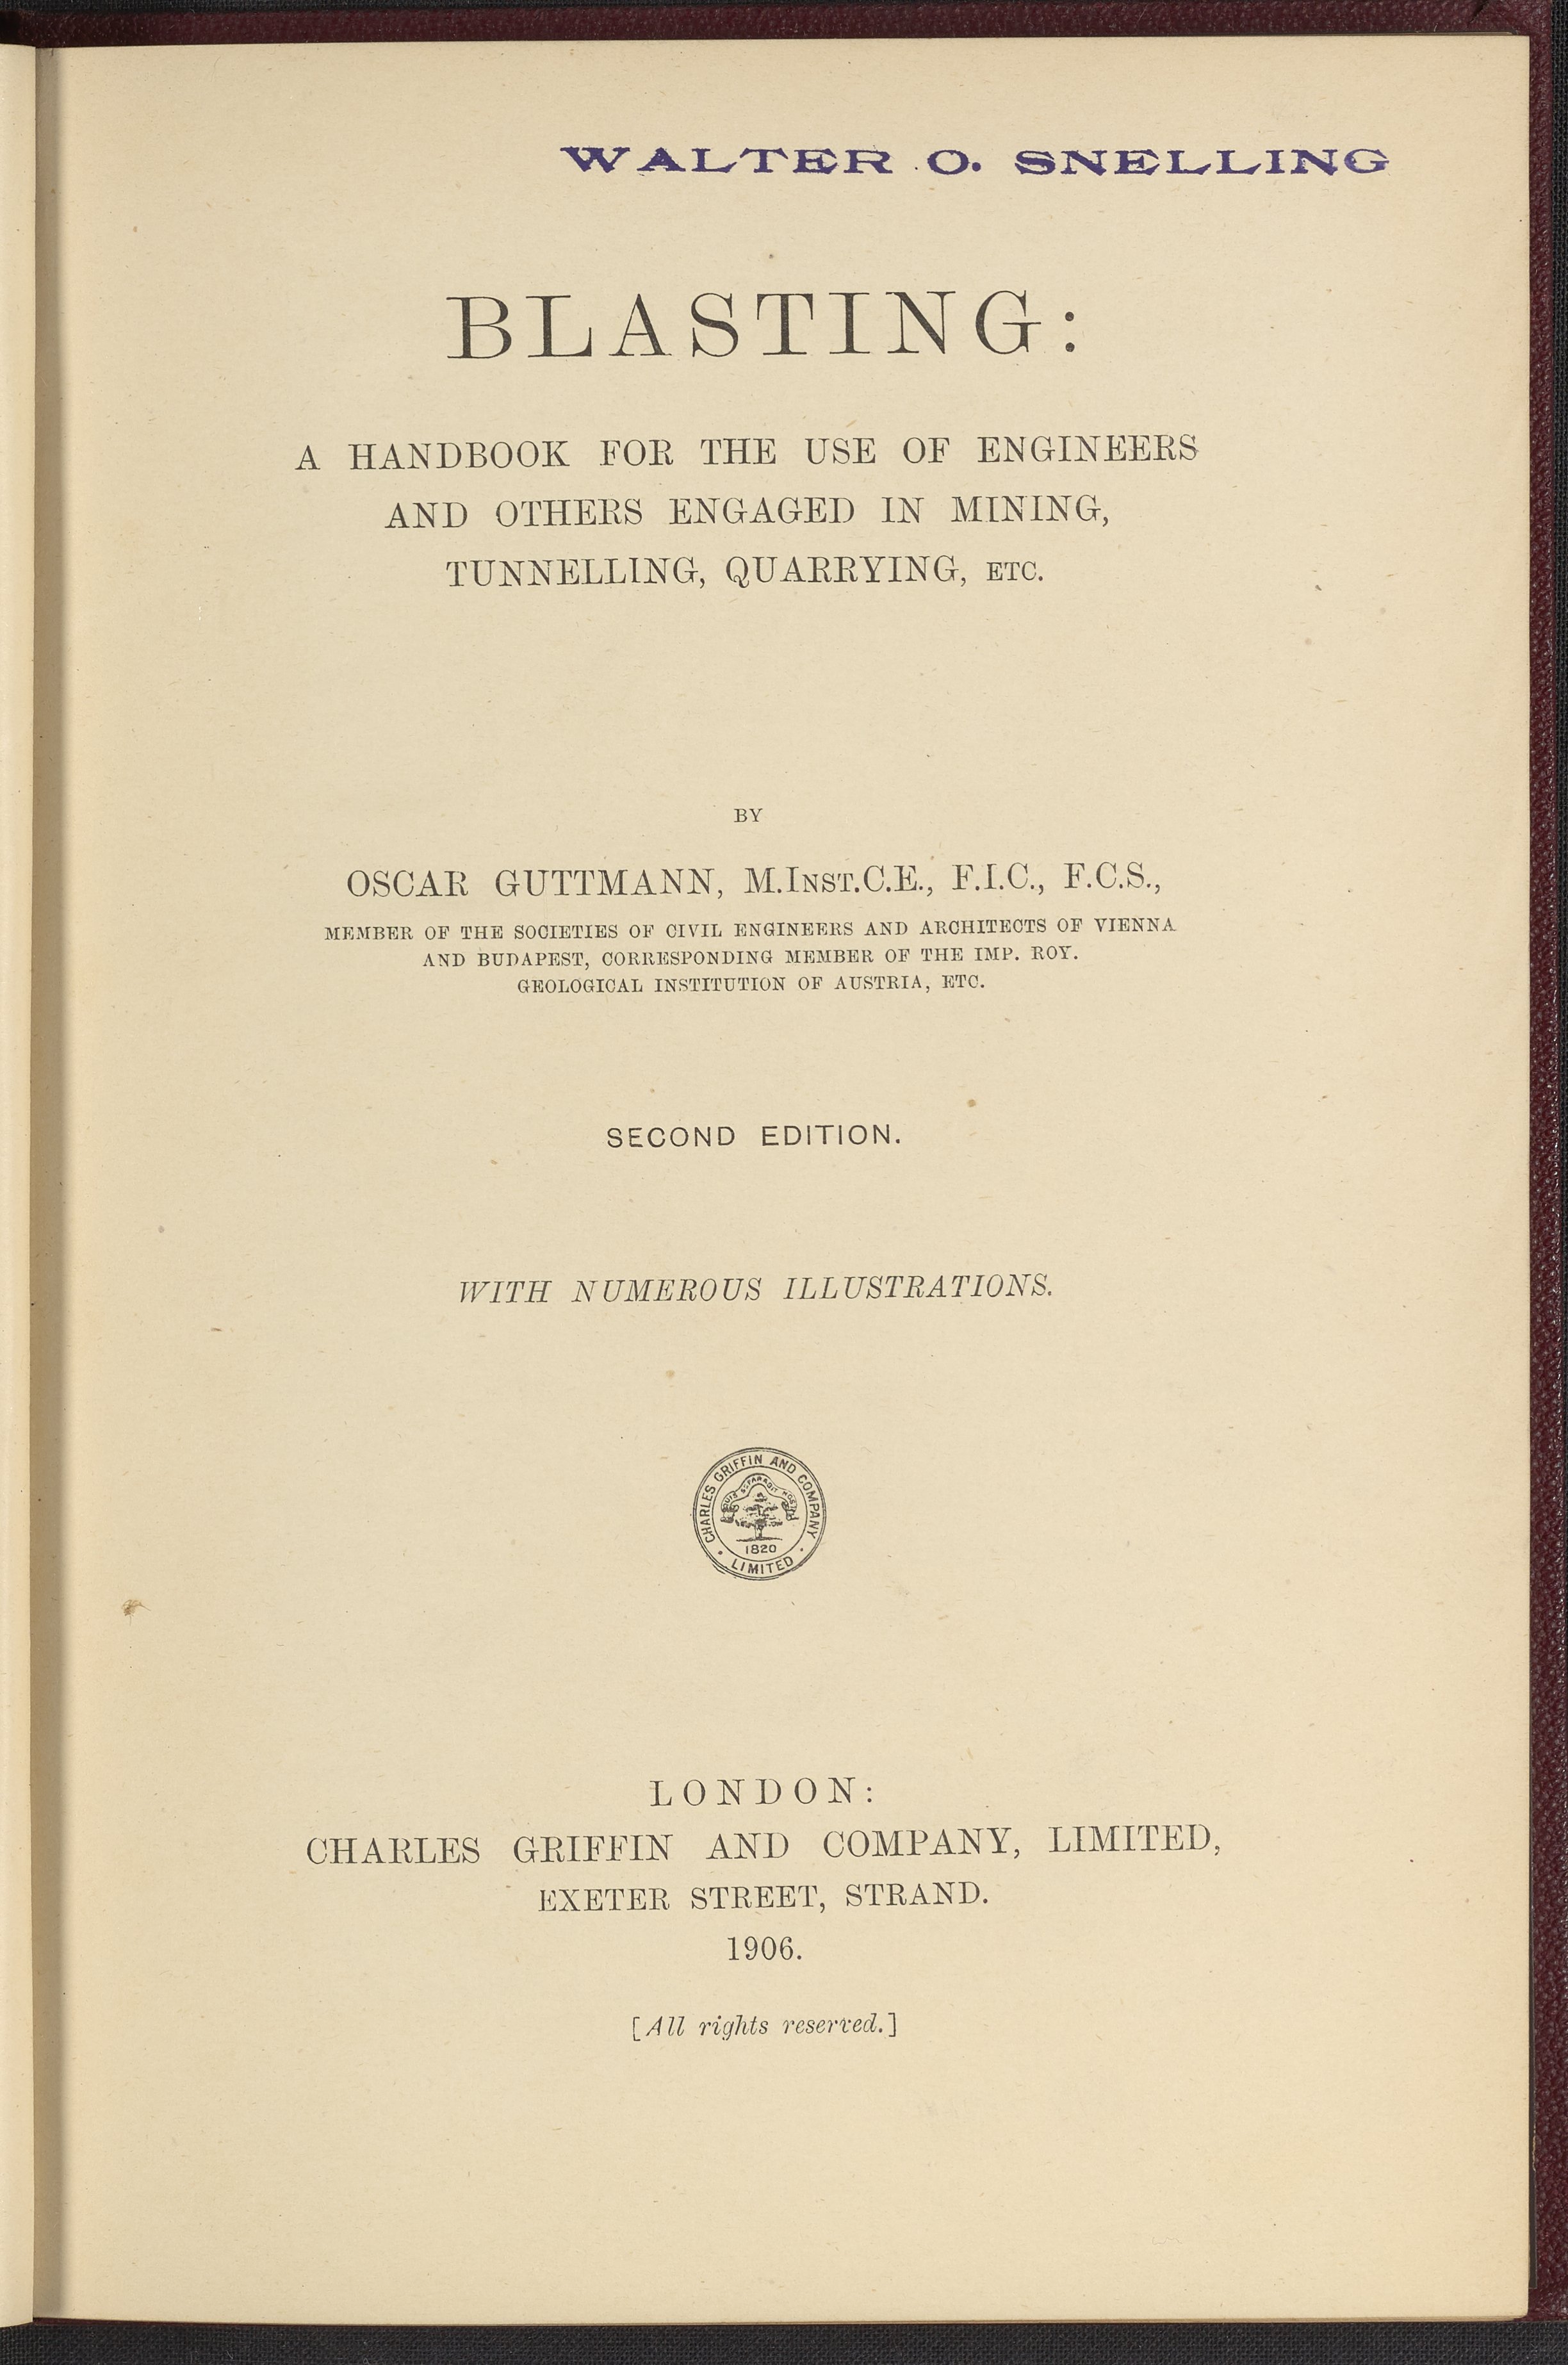 WALTER O. SNELLING
BLASTING:
A HANDBOOK FOR THE USE OF ENGINEERS
AND OTHERS ENGAGED IN MINING,
TUNNELLING, QUARRYING, ETC.
BY
OSCAR GUTTMANN, M.INST.C.E., F.I.C., F.C.S.,
MEMBER OF THE SOCIETIES OF CIVIL ENGINEERS AND ARCHITECTS OF VIENNA
AND BUDAPEST, CORRESPONDING MEMBER OF THE IMP. ROY.
GEOLOGICAL INSTITUTION OF AUSTRIA, ETC.
SECOND EDITION.
WITH NUMEROUS ILLUSTRATIONS.
CHARLES GRIFFIN AND COMPANY
QUIS SEPARABIT HOS
1820
LIMITED
LONDON:
CHARLES GRIFFIN AND COMPANY, LIMITED,
EXETER STREET, STRAND.
1906.
[All rights reserved.]